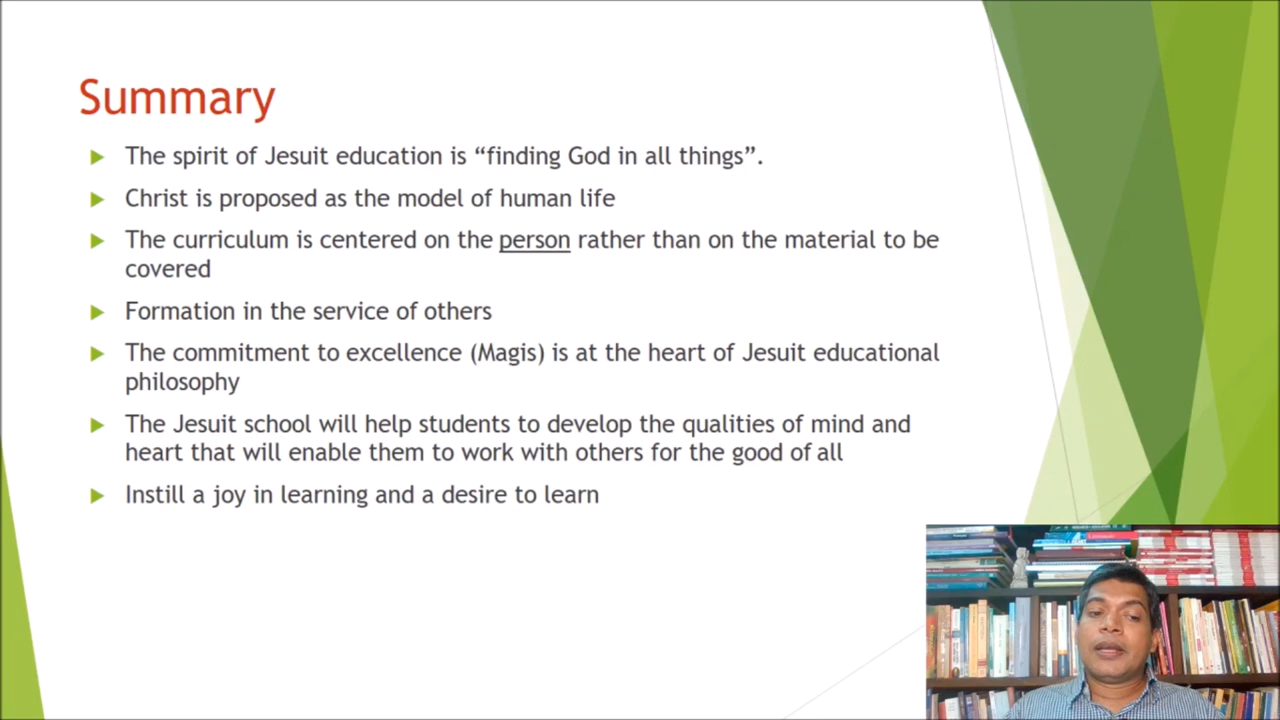 Summary
The spirit of Jesuit education is “finding God in all things”.
Christ is proposed as the model of human life
The curriculum is centered on the person rather than on the material to be
covered
Formation in the service of others
The commitment to excellence (Magis) is at the heart of Jesuit educational
philosophy
The Jesuit school will help students to develop the qualities of mind and
heart that will enable them to work with others for the good of all
Instill a joy in learning and a desire to learn